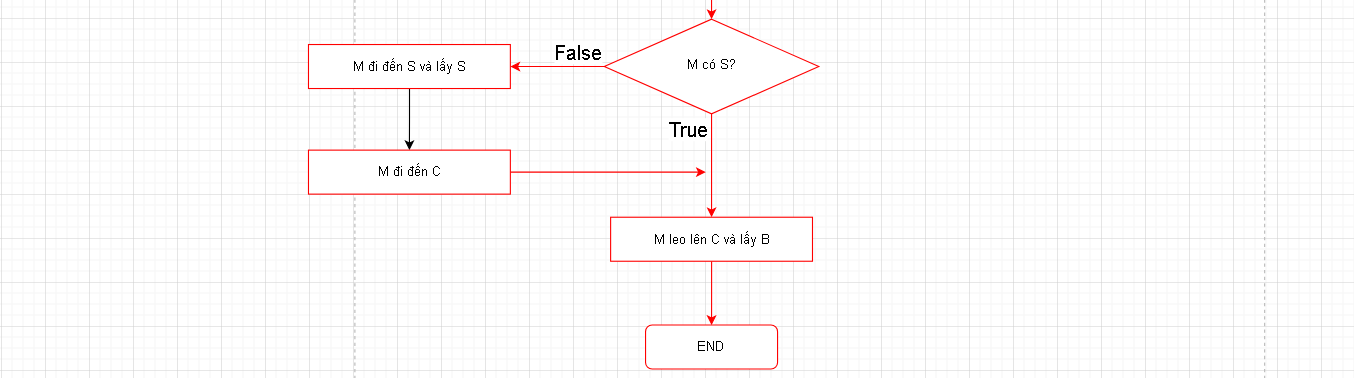 False
M có S?
M đi đến S và lấy S
True
M đi đến C
M leo lên C và lấy B
END